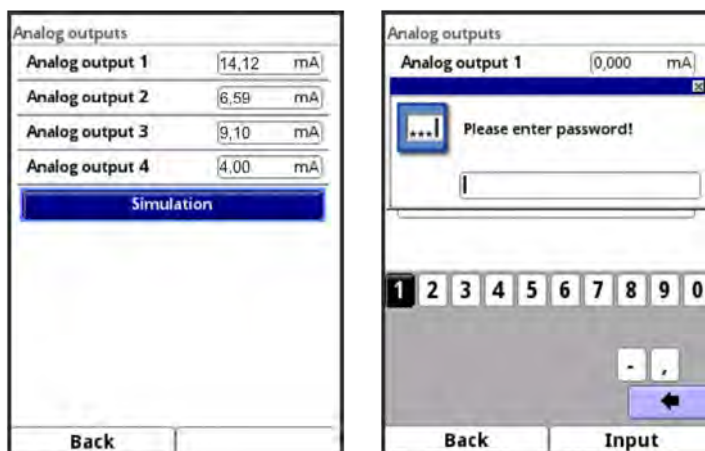 Analog outputs
Analog output 1 14,12 mA
Analog output 2 6,59 mA
Analog output 3 9,10 mA
Analog output 4 4,00 mA
Simulation
Back
Analog outputs
Analog output 1 0,000 mA
...I Please enter password!
1 2 3 4 5 6 7 8 9 0
- ,
Back Input